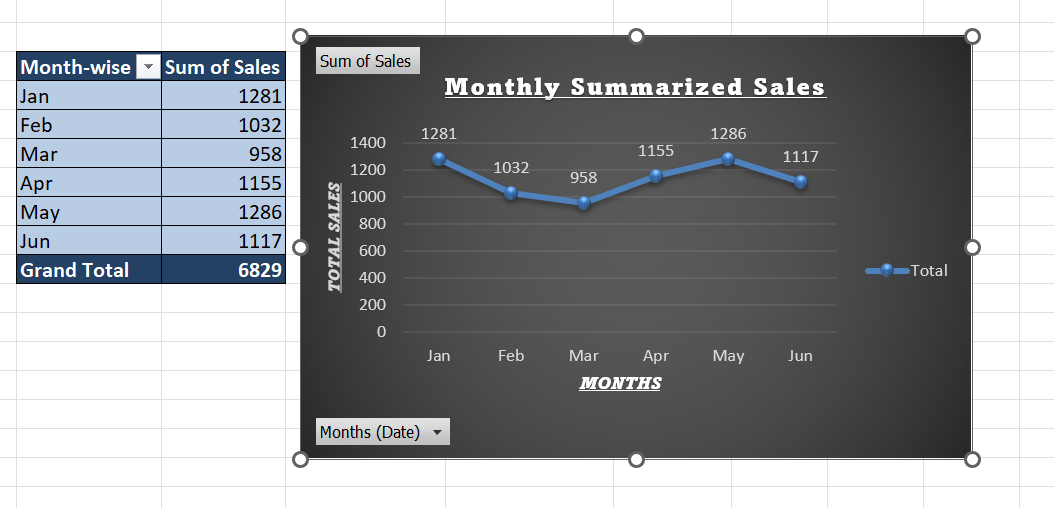 Month-wise Sum of Sales
Jan 1281
Feb 1032
Mar 958
Apr 1155
May 1286
Jun 1117
Grand Total 6829
Sum of Sales
Monthly Summarized Sales
1281 1032 958 1155 1286 1117
TOTAL SALES
1400
1200
1000
800
600
400
200
0
Jan Feb Mar Apr May Jun
MONTHS
Total
Months (Date)